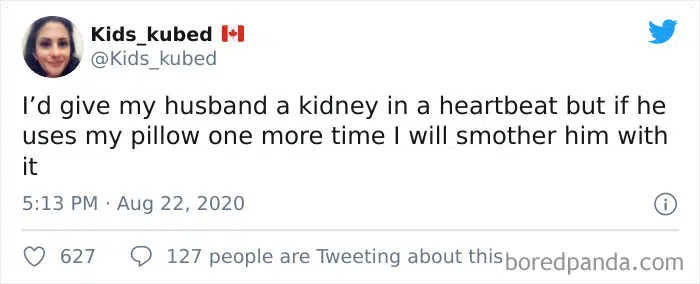 Kids_kubed 🇨🇦
@Kids_kubed
I’d give my husband a kidney in a heartbeat but if he
uses my pillow one more time I will smother him with
it
5:13 PM · Aug 22, 2020
627 127 people are Tweeting about this
boredpanda.com